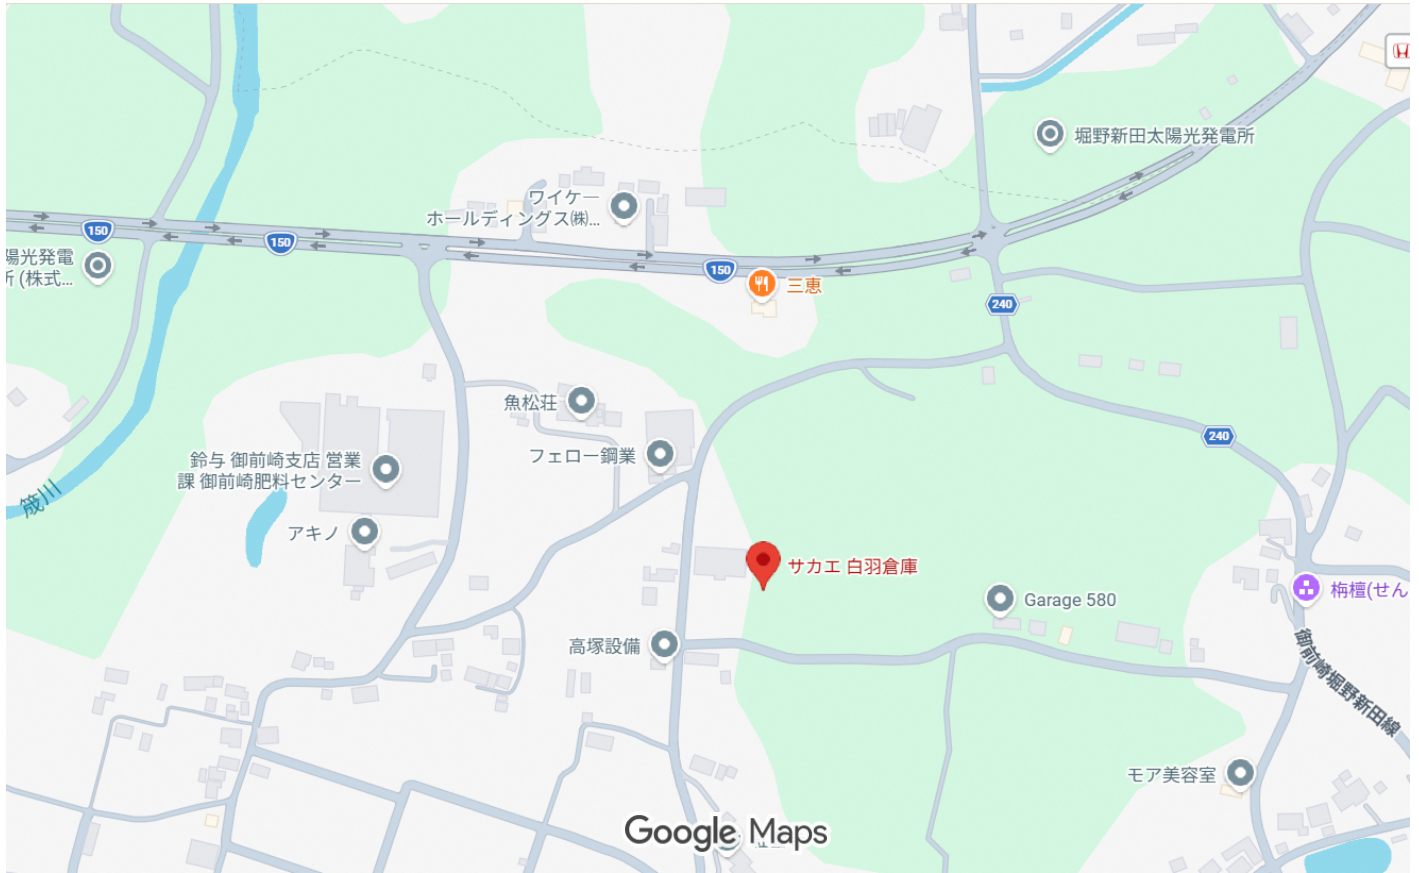 堀野新田太陽光発電所
ワイケー
ホールディングス㈱...
150
150
150
陽光発電
所 (株式...
三恵
240
魚松荘
240
フェロー鋼業
鈴与 御前崎支店 営業
課 御前崎肥料センター
筬川
アキノ
サカエ 白羽倉庫
栴檀(せん
Garage 580
高塚設備
御前崎堀野新田線
モア美容室
Google Maps